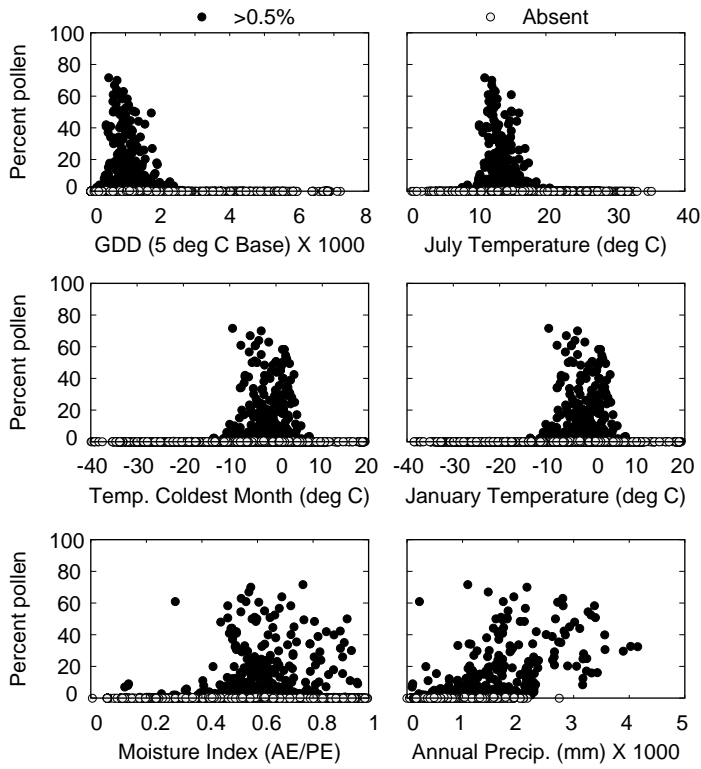 >0.5%
Absent
Percent pollen
100
80
60
40
20
0
0 2 4 6 8
GDD (5 deg C Base) X 1000
0 10 20 30 40
July Temperature (deg C)
Percent pollen
100
80
60
40
20
0
-40 -30 -20 -10 0 10 20
Temp. Coldest Month (deg C)
-40 -30 -20 -10 0 10 20
January Temperature (deg C)
Percent pollen
100
80
60
40
20
0
0 0.2 0.4 0.6 0.8 1
Moisture Index (AE/PE)
0 1 2 3 4 5
Annual Precip. (mm) X 1000